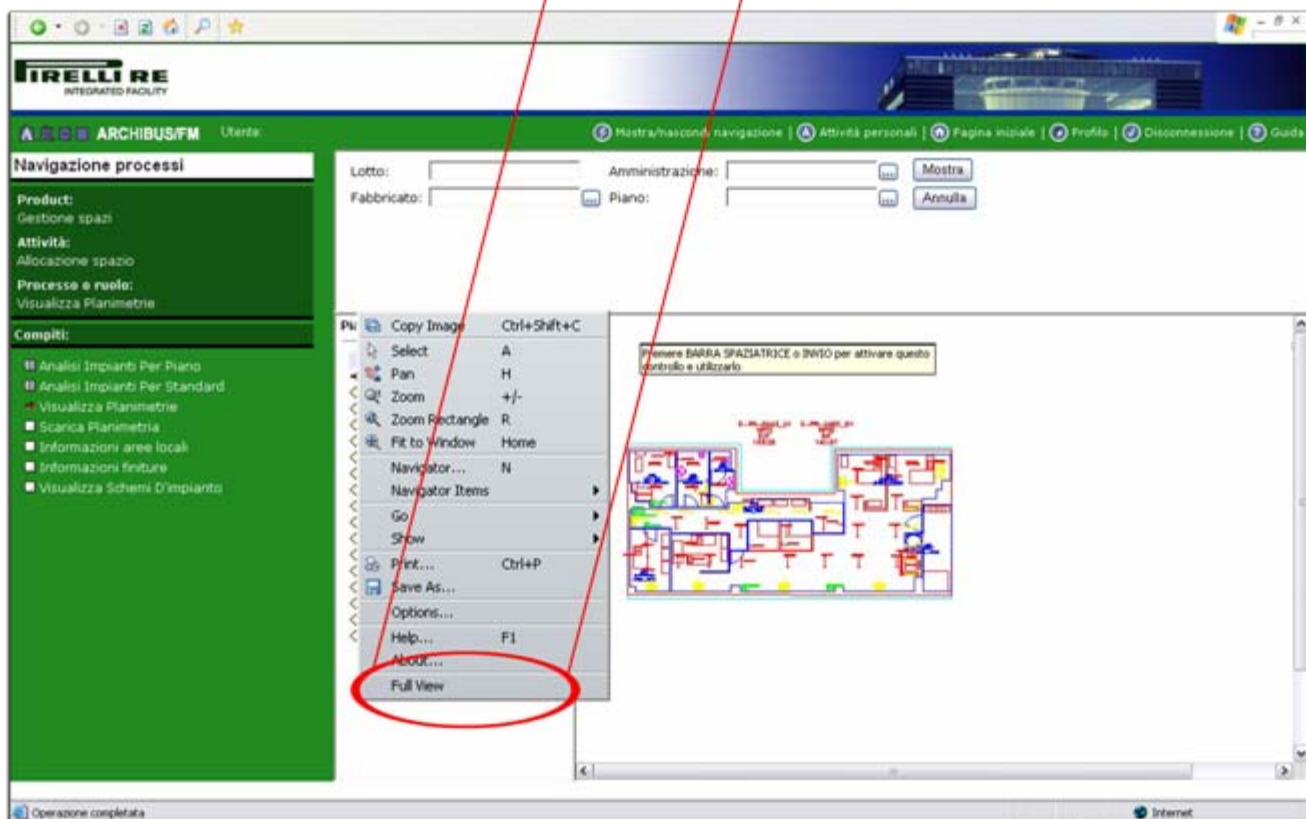 PIRELLI RE
INTEGRATED FACILITY
ARCHIBUS/FM Utente: Mostra/nascondi navigazione | Attività personali | Pagina iniziale | Profilo | Disconnessione | Guida
Navigazione processi
Product:
Gestione spazi
Attività:
Allocazione spazio
Processo o ruolo:
Visualizza Planimetrie
Compiti:
Analisi Impianti Per Piano
Analisi Impianti Per Standard
Visualizza Planimetrie
Scarica Planimetria
Informazioni aree locali
Informazioni finiture
Visualizza Schemi D'impianto
Lotto: Amministrazione: ... Mostra
Fabbricato: ... Piano: ... Annulla
Copy Image Ctrl+Shift+C
Select A
Pan H
Zoom +/-
Zoom Rectangle R
Fit to Window Home
Navigator... N
Navigator Items
Go
Show
Print... Ctrl+P
Save As...
Options...
Help... F1
About...
Full View
Premere BARRA SPAZIATRICE o INVIO per attivare questo
controllo e utilizzarlo
Operazione completata Internet